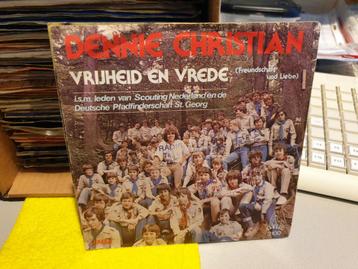 DENNIE CHRISTIAN
VRIJHEID EN VREDE (Freundschaft
und Liebe)
i.s.m. leden van Scouting Nederland en de
Deutsche Pfadfinderschaft St. Georg